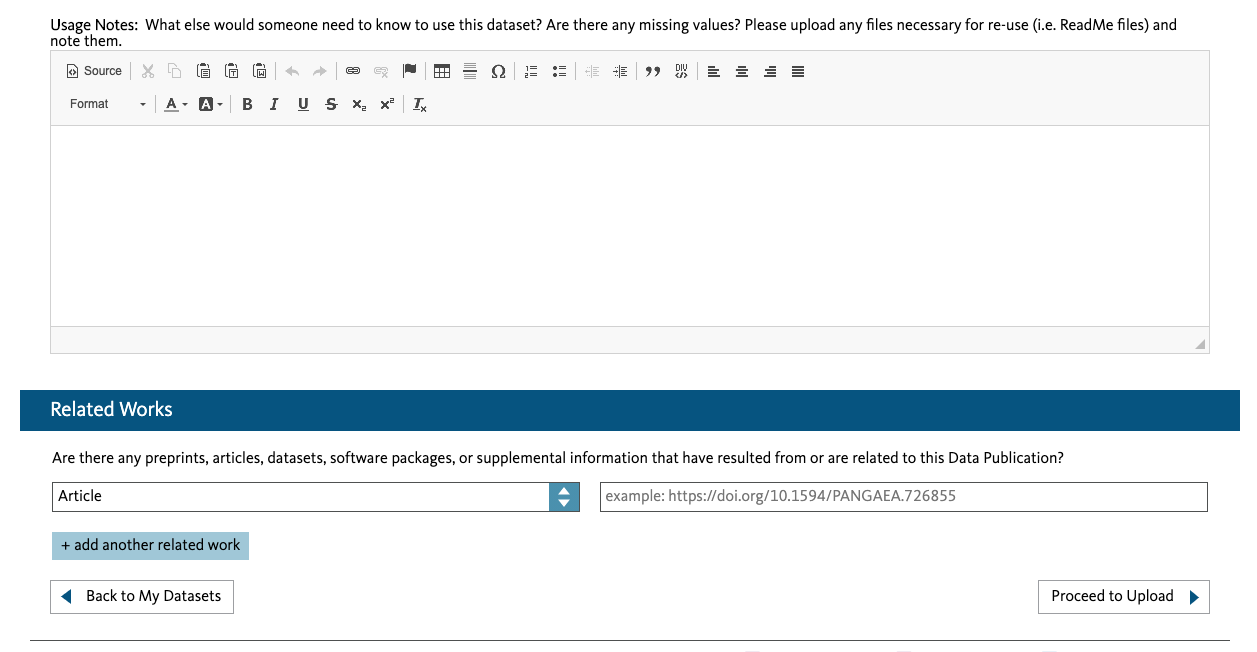 Usage Notes: What else would someone need to know to use this dataset? Are there any missing values? Please upload any files necessary for re-use (i.e. ReadMe files) and
note them.
Source
Format
Related Works
Are there any preprints, articles, datasets, software packages, or supplemental information that have resulted from or are related to this Data Publication?
Article
example: https://doi.org/10.1594/PANGAEA.726855
+ add another related work
Back to My Datasets
Proceed to Upload